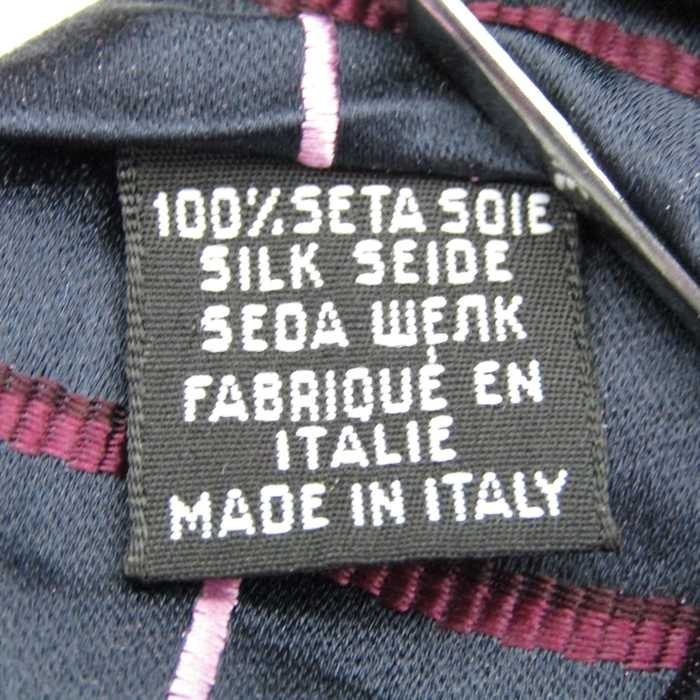 100% SETA SOIE
SILK SEIDE
SEDA ШЕЛК
FABRIQUÉ EN
ITALIE
MADE IN ITALY